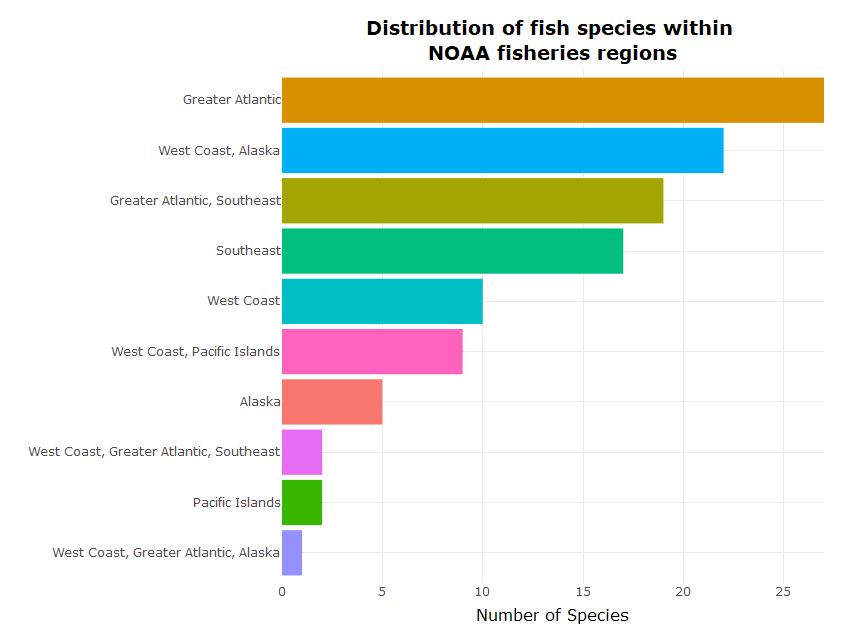 Distribution of fish species within
NOAA fisheries regions
Greater Atlantic
West Coast, Alaska
Greater Atlantic, Southeast
Southeast
West Coast
West Coast, Pacific Islands
Alaska
West Coast, Greater Atlantic, Southeast
Pacific Islands
West Coast, Greater Atlantic, Alaska
0 5 10 15 20 25
Number of Species